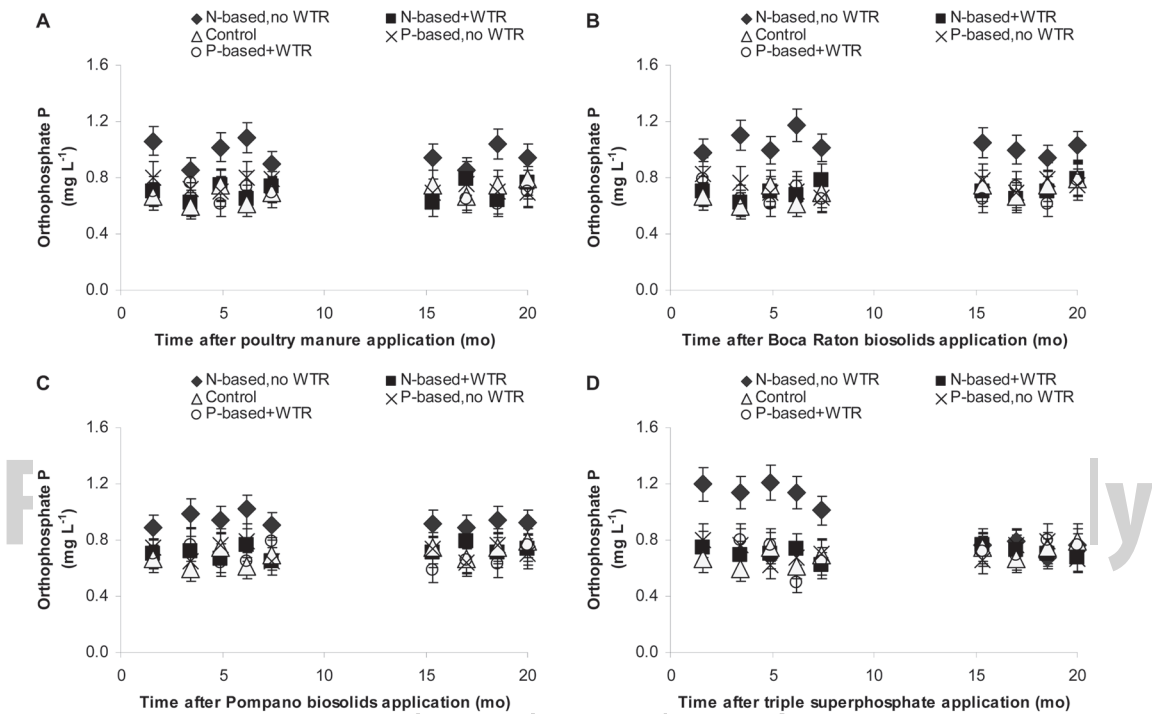 A
N-based,no WTR
N-based+WTR
Control
P-based,no WTR
P-based+WTR
Orthophosphate P
(mg L-1)
1.6
1.2
0.8
0.4
0.0
0 5 10 15 20
Time after poultry manure application (mo)
B
N-based,no WTR
N-based+WTR
Control
P-based,no WTR
P-based+WTR
Orthophosphate P
(mg L-1)
1.6
1.2
0.8
0.4
0.0
0 5 10 15 20
Time after Boca Raton biosolids application (mo)
C
N-based,no WTR
N-based+WTR
Control
P-based,no WTR
P-based+WTR
Orthophosphate P
(mg L-1)
1.6
1.2
0.8
0.4
0.0
0 5 10 15 20
Time after Pompano biosolids application (mo)
D
N-based,no WTR
N-based+WTR
Control
P-based,no WTR
P-based+WTR
Orthophosphate P
(mg L-1)
1.6
1.2
0.8
0.4
0.0
0 5 10 15 20
Time after triple superphosphate application (mo)